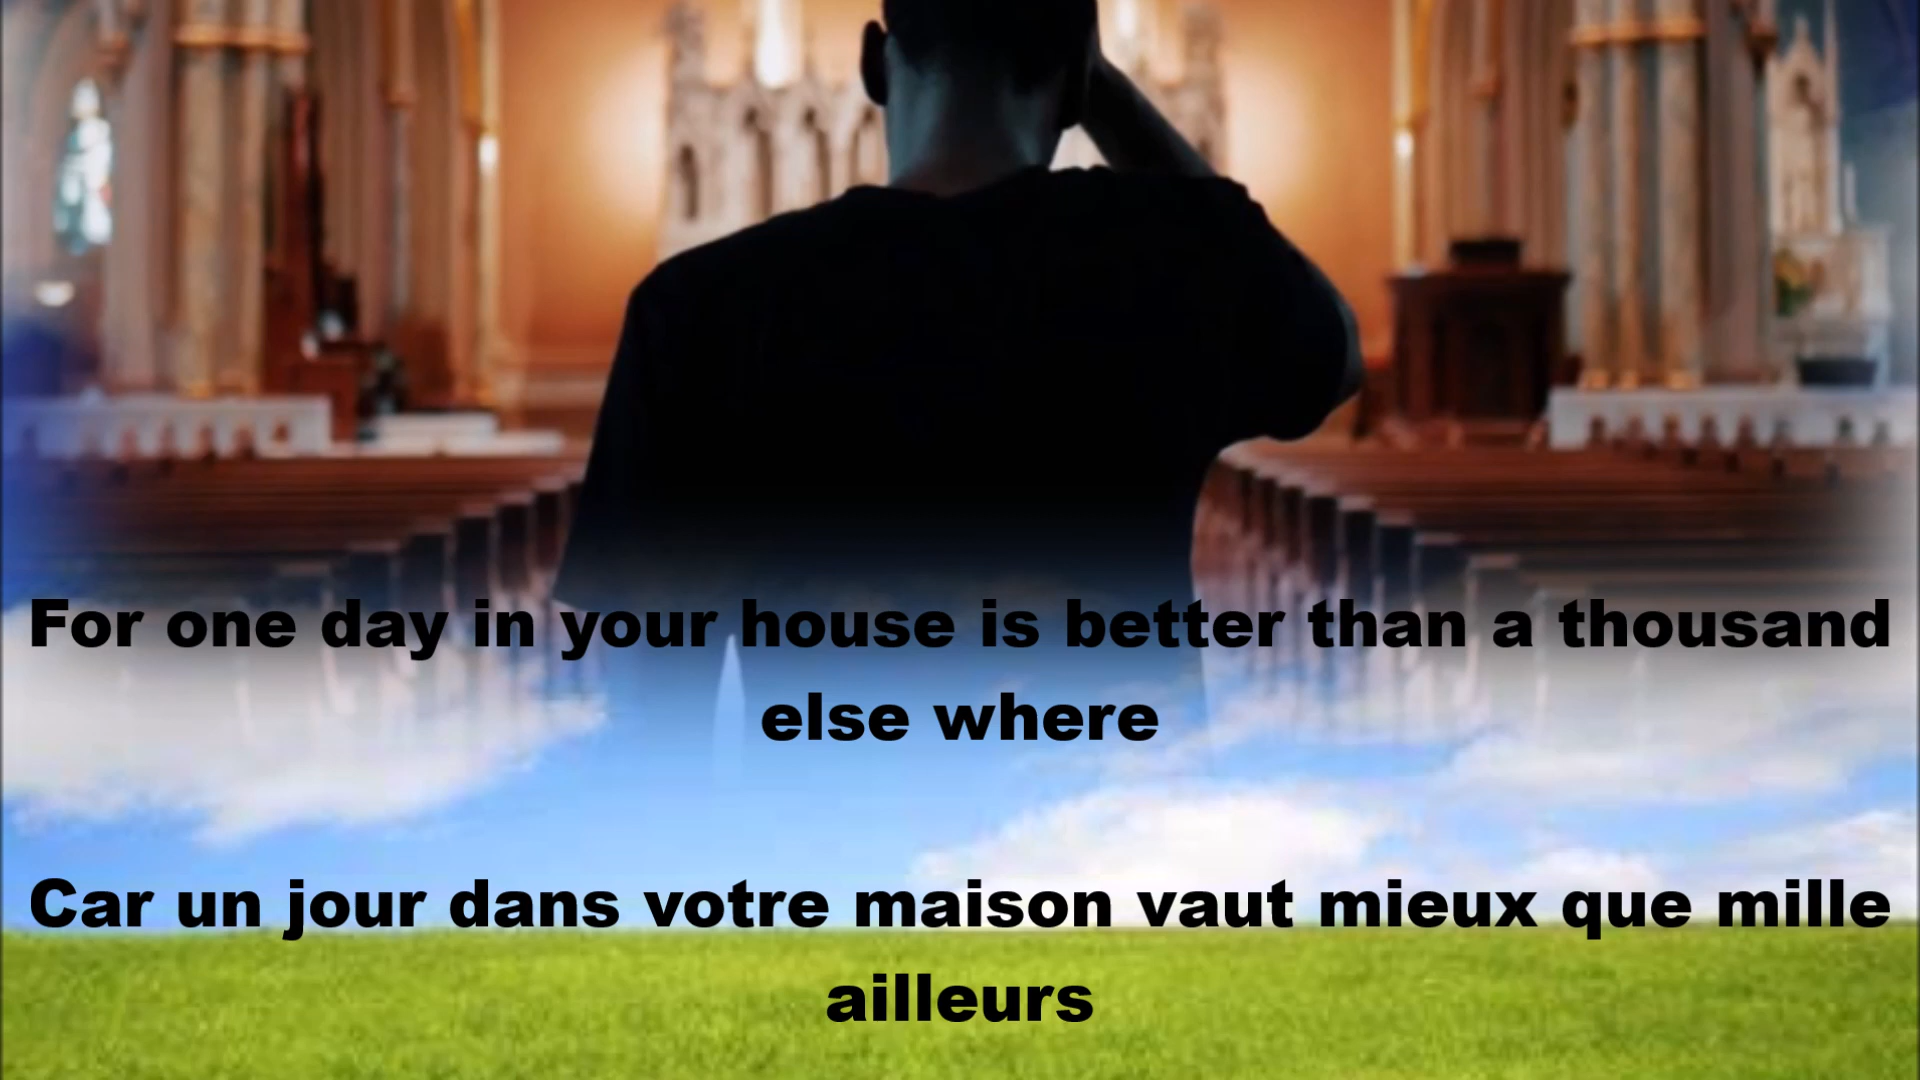 For one day in your house is better than a thousand
else where
Car un jour dans votre maison vaut mieux que mille
ailleurs